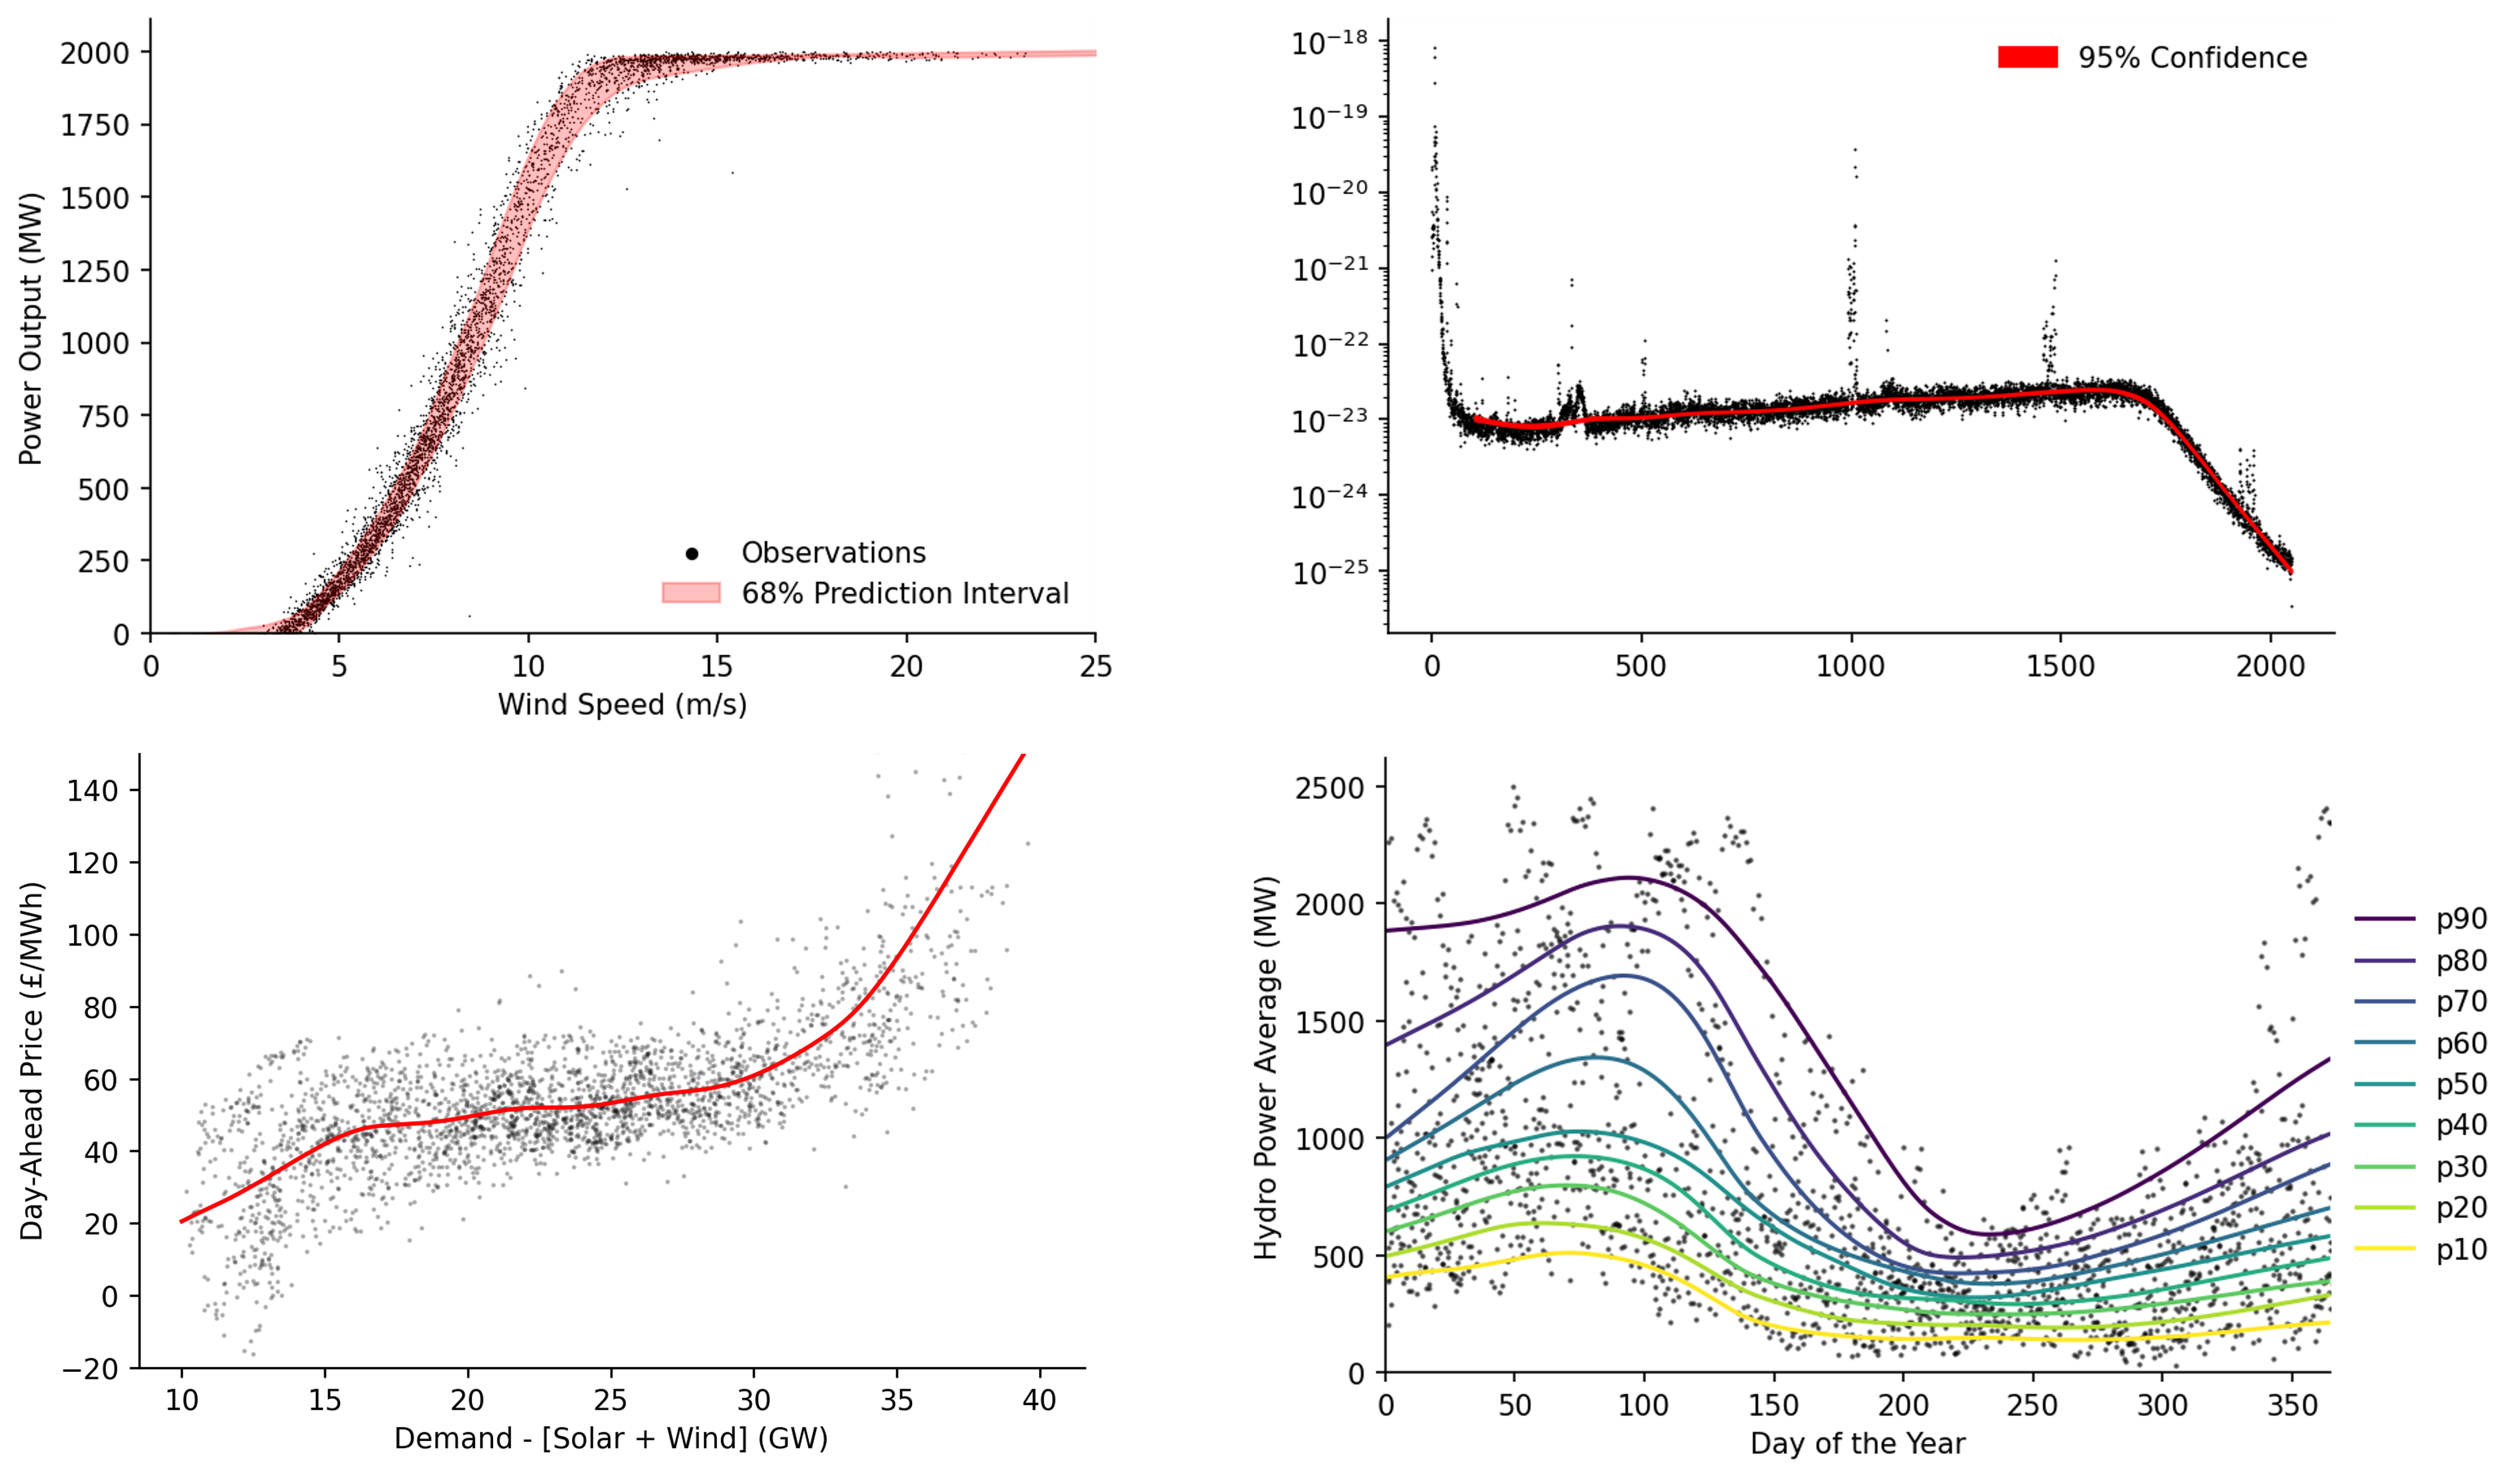 2000
1750
1500
1250
1000
750
500
250
0
Power Output (MW)
Observations
68% Prediction Interval
0 5 10 15 20 25
Wind Speed (m/s)
10⁻¹⁸
10⁻¹⁹
10⁻²⁰
10⁻²¹
10⁻²²
10⁻²³
10⁻²⁴
10⁻²⁵
95% Confidence
0 500 1000 1500 2000
140
120
100
80
60
40
20
0
−20
Day-Ahead Price (£/MWh)
10 15 20 25 30 35 40
Demand - [Solar + Wind] (GW)
2500
2000
1500
1000
500
0
Hydro Power Average (MW)
0 50 100 150 200 250 300 350
Day of the Year
p90
p80
p70
p60
p50
p40
p30
p20
p10